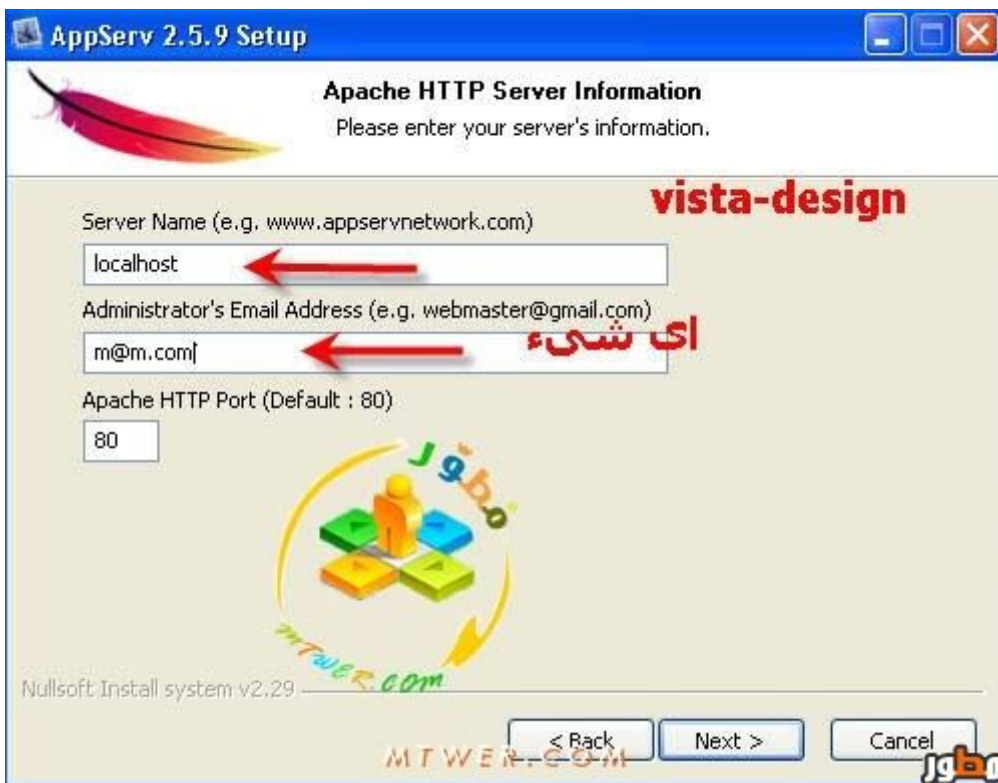 AppServ 2.5.9 Setup
Apache HTTP Server Information
Please enter your server's information.
vista-design
Server Name (e.g. www.appservnetwork.com)
localhost
Administrator's Email Address (e.g. webmaster@gmail.com)
اى شىء
m@m.com
Apache HTTP Port (Default : 80)
80
مطوّر
mTweR.com
Nullsoft Install system v2.29
< Back Next > Cancel
MTWER.COM
مطور